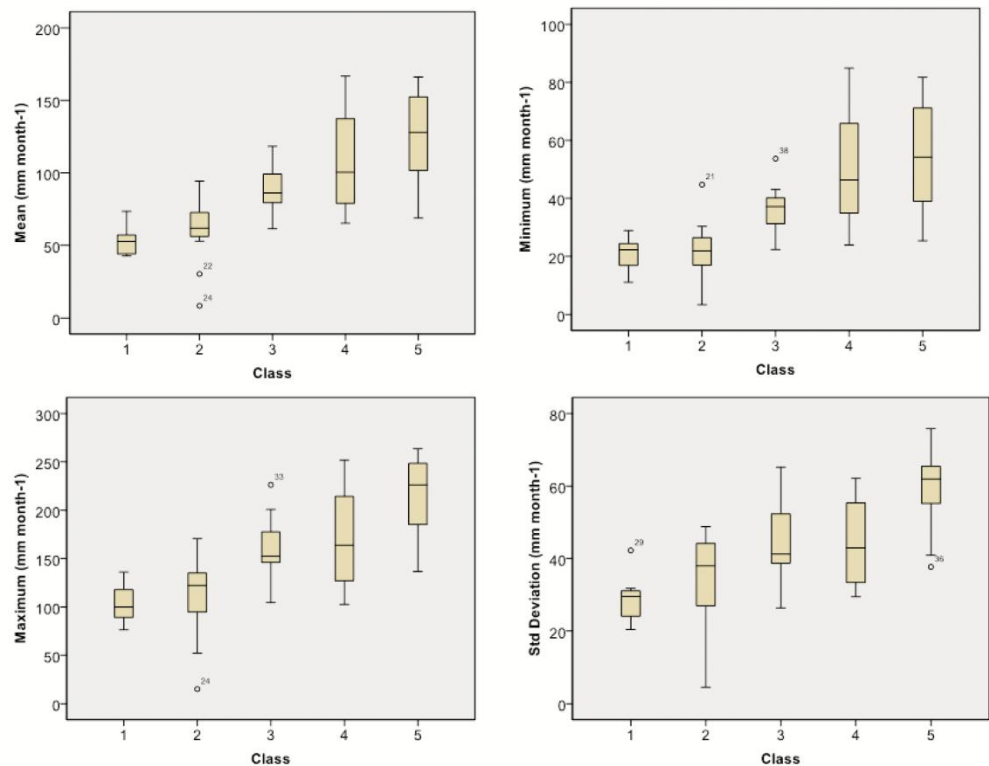 Mean (mm month-1)
200
150
100
50
0
22
24
1 2 3 4 5
Class
Minimum (mm month-1)
100
80
60
40
20
0
21
38
1 2 3 4 5
Class
Maximum (mm month-1)
300
250
200
150
100
50
0
24
33
1 2 3 4 5
Class
Std Deviation (mm month-1)
80
60
40
20
0
29
36
1 2 3 4 5
Class